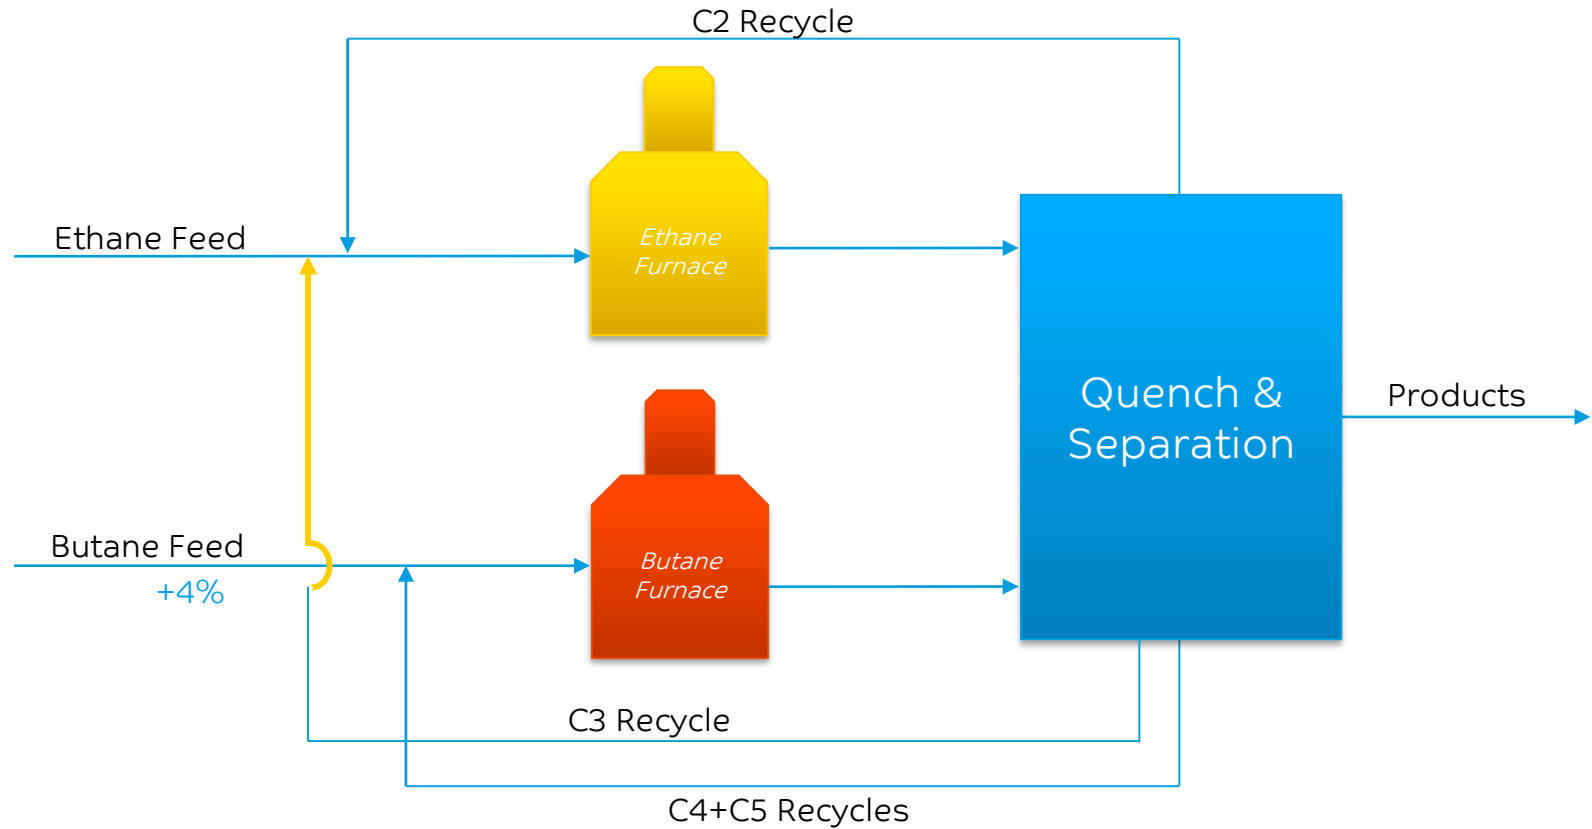 C2 Recycle
Ethane Feed
Ethane
Furnace
Quench &
Separation
Products
Butane Feed
+4%
Butane
Furnace
C3 Recycle
C4+C5 Recycles